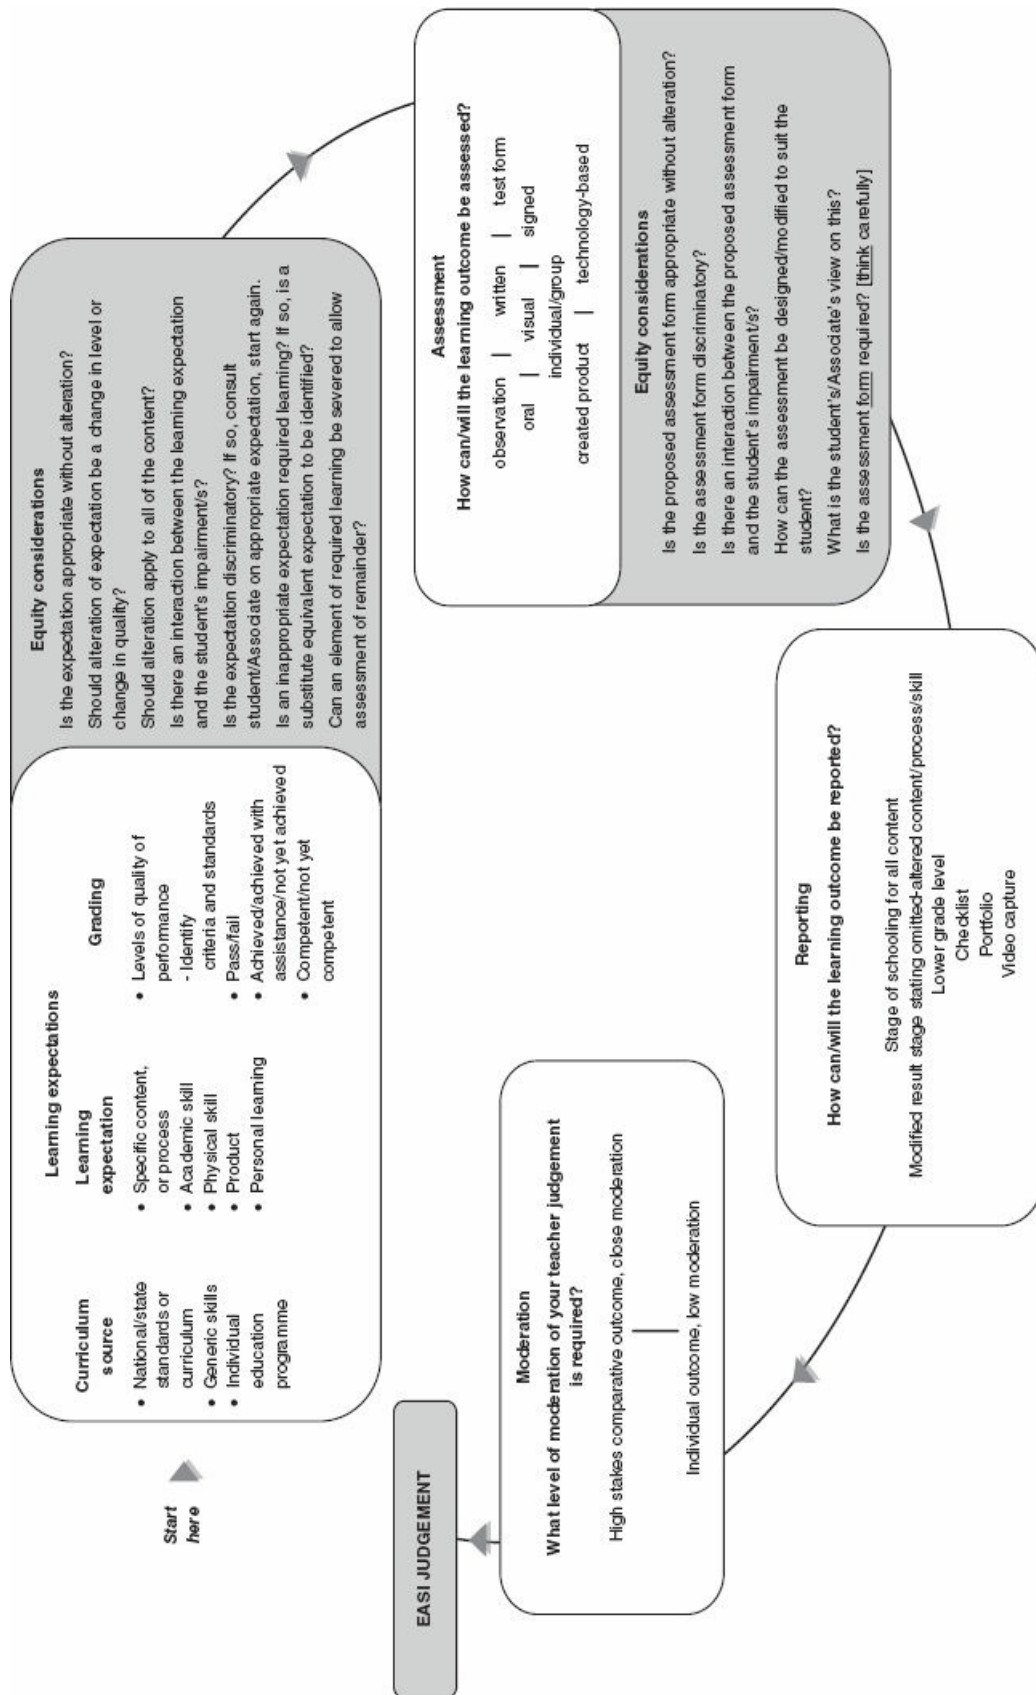 Start
here
Learning expectations
Curriculum
source
• National/state
standards or
curriculum
• Generic skills
• Individual
education
programme
Learning
expectation
• Specific content,
or process
• Academic skill
• Physical skill
• Product
• Personal learning
Grading
• Levels of quality of
performance
- Identify
criteria and standards
• Pass/fail
• Achieved/achieved with
assistance/not yet achieved
• Competent/not yet
competent
Equity considerations
Is the expectation appropriate without alteration?
Should alteration of expectation be a change in level or
change in quality?
Should alteration apply to all of the content?
Is there an interaction between the learning expectation
and the student's impairment/s?
Is the expectation discriminatory? If so, consult
student/Associate on appropriate expectation, start again.
Is an inappropriate expectation required learning? If so, is a
substitute equivalent expectation to be identified?
Can an element of required learning be severed to allow
assessment of remainder?
Assessment
How can/will the learning outcome be assessed?
observation | written | test form
oral | visual | signed
individual/group
created product | technology-based
Equity considerations
Is the proposed assessment form appropriate without alteration?
Is the assessment form discriminatory?
Is there an interaction between the proposed assessment form
and the student's impairment/s?
How can the assessment be designed/modified to suit the
student?
What is the student's/Associate's view on this?
Is the assessment form required? [think carefully]
Reporting
How can/will the learning outcome be reported?
Stage of schooling for all content
Modified result stage stating omitted-altered content/process/skill
Lower grade level
Checklist
Portfolio
Video capture
Moderation
What level of moderation of your teacher judgement
is required?
High stakes comparative outcome, close moderation
Individual outcome, low moderation
EASI JUDGEMENT